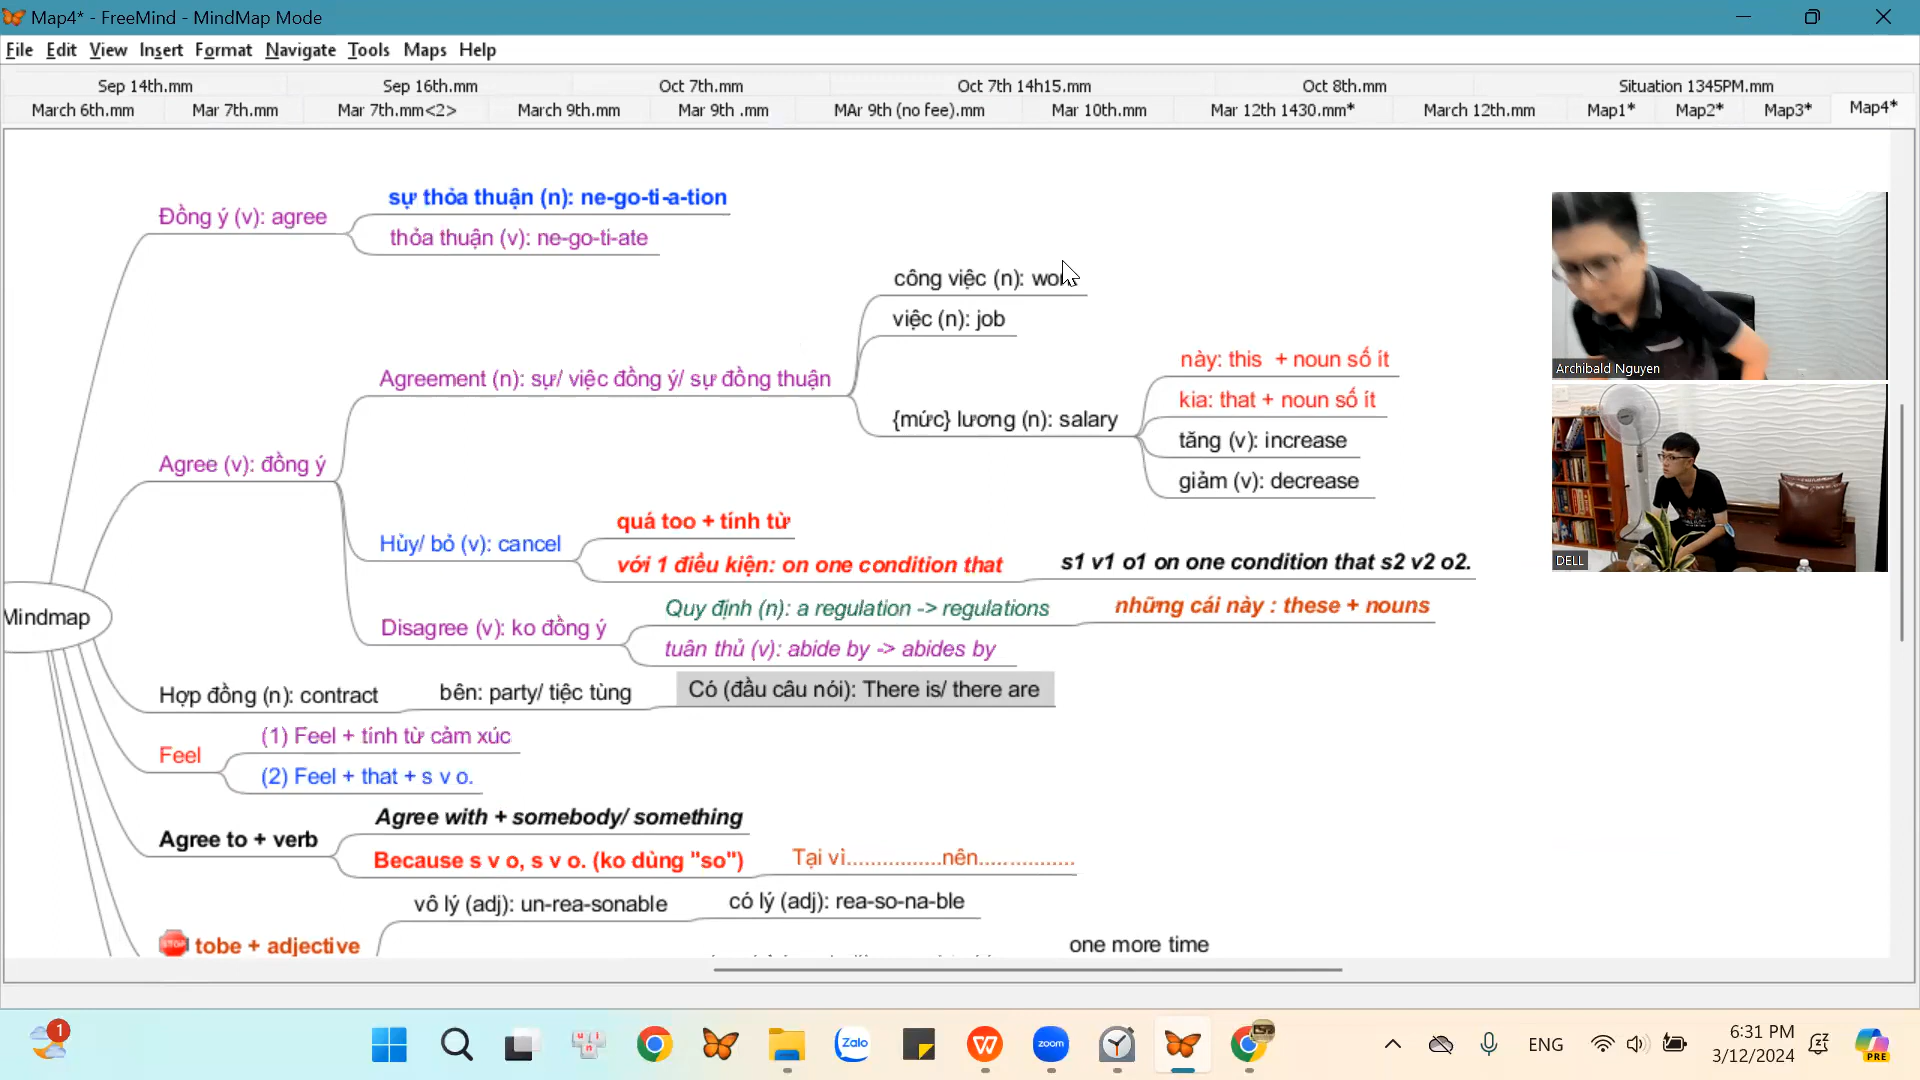 Map4* - FreeMind - MindMap Mode
File Edit View Insert Format Navigate Tools Maps Help
Sep 14th.mm Sep 16th.mm Oct 7th.mm Oct 7th 14h15.mm Oct 8th.mm Situation 1345PM.mm
March 6th.mm Mar 7th.mm Mar 7th.mm<2> March 9th.mm Mar 9th .mm MAr 9th (no fee).mm Mar 10th.mm Mar 12th 1430.mm* March 12th.mm Map1* Map2* Map3* Map4*
Mindmap
Đồng ý (v): agree
sự thỏa thuận (n): ne-go-ti-a-tion
thỏa thuận (v): ne-go-ti-ate
Agree (v): đồng ý
Agreement (n): sự/ việc đồng ý/ sự đồng thuận
công việc (n):
việc (n): job
{mức} lương (n): salary
này: this + noun số ít
kia: that + noun số ít
tăng (v): increase
giảm (v): decrease
Hủy/ bỏ (v): cancel
quá too + tính từ
với 1 điều kiện: on one condition that
s1 v1 o1 on one condition that s2 v2 o2.
Disagree (v): ko đồng ý
Quy định (n): a regulation -> regulations
những cái này : these + nouns
tuân thủ (v): abide by -> abides by
Hợp đồng (n): contract
bên: party/ tiệc tùng
Có (đầu câu nói): There is/ there are
Feel
(1) Feel + tính từ cảm xúc
(2) Feel + that + s v o.
Agree to + verb
Agree with + somebody/ something
Because s v o, s v o. (ko dùng "so")
Tại vì................nên...............
STOP tobe + adjective
vô lý (adj): un-rea-sonable
có lý (adj): rea-so-na-ble
one more time
Archibald Nguyen
DELL
1
Zalo
zoom
ENG
6:31 PM
3/12/2024
PRE